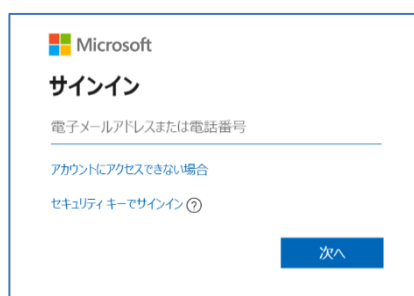 Microsoft
サインイン
電子メールアドレスまたは電話番号
アカウントにアクセスできない場合
セキュリティ キーでサインイン ?
次へ